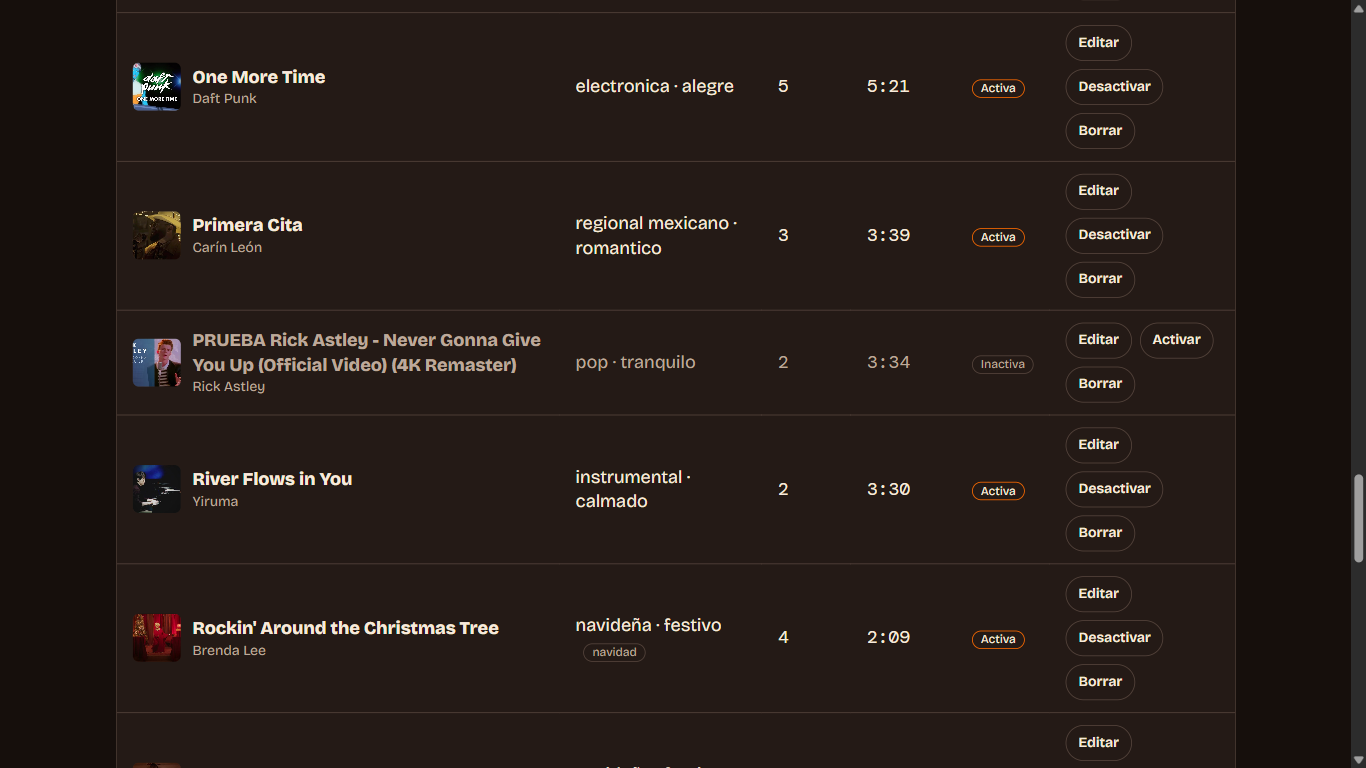 One More Time
Daft Punk
electronica · alegre
5
5:21
Activa
Editar
Desactivar
Borrar
Primera Cita
Carín León
regional mexicano ·
romantico
3
3:39
Activa
Editar
Desactivar
Borrar
PRUEBA Rick Astley - Never Gonna Give
You Up (Official Video) (4K Remaster)
Rick Astley
pop · tranquilo
2
3:34
Inactiva
Editar
Activar
Borrar
River Flows in You
Yiruma
instrumental ·
calmado
2
3:30
Activa
Editar
Desactivar
Borrar
Rockin' Around the Christmas Tree
Brenda Lee
navideña · festivo
navidad
4
2:09
Activa
Editar
Desactivar
Borrar
Editar